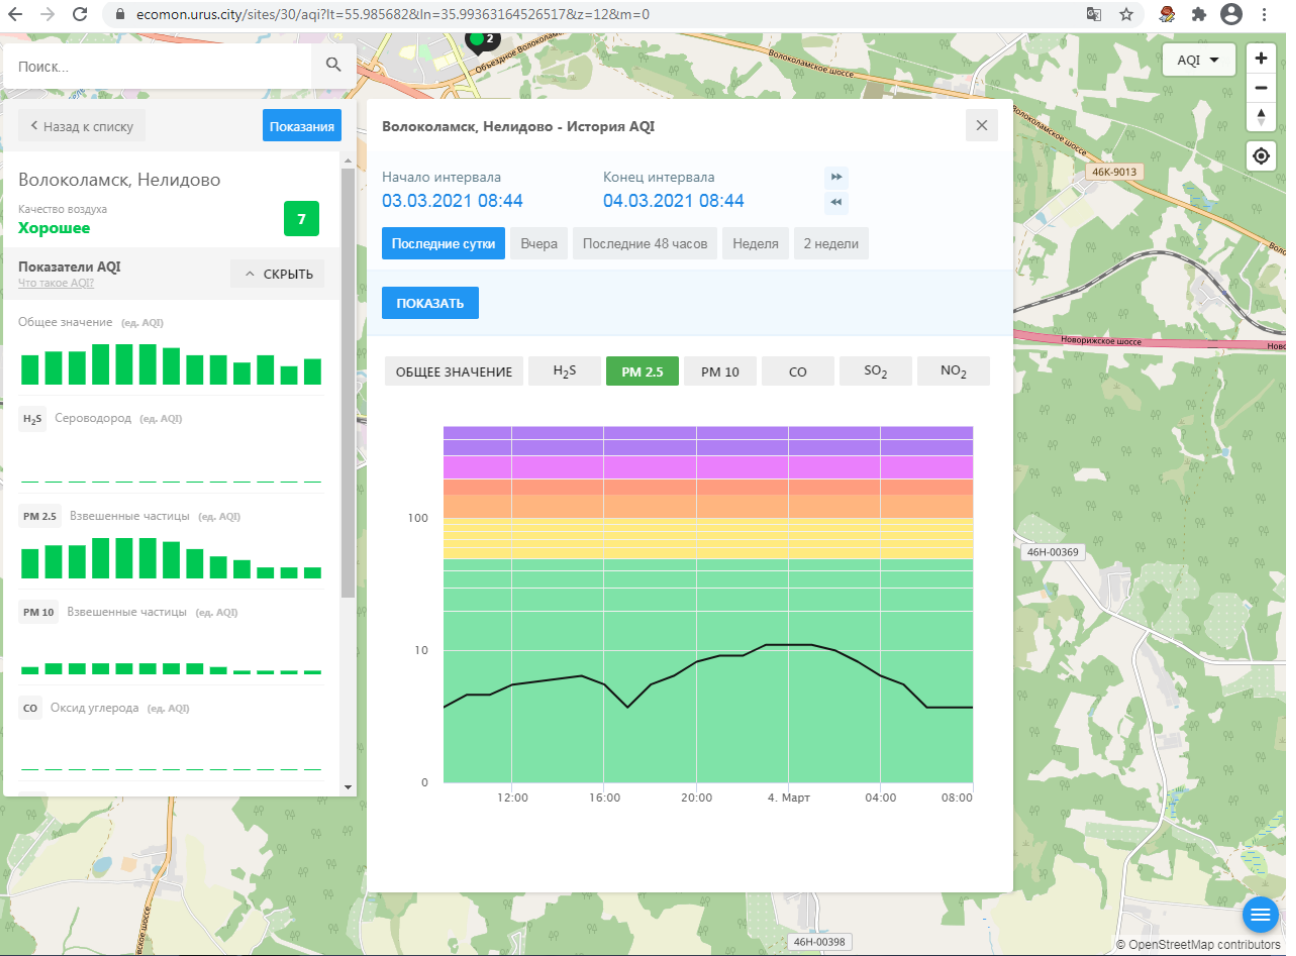 ecomon.urus.city/sites/30/aqi?lt=55.985682&ln=35.99363164526517&z=12&m=0
2
Объездное Волоколам
Волоколамское шоссе
Поиск...
AQI
Назад к списку
Показания
Волоколамск, Нелидово - История AQI
Волоколамское шоссе
46К-9013
Волоколамск, Нелидово
Качество воздуха
Хорошее
7
Начало интервала
Конец интервала
03.03.2021 08:44
04.03.2021 08:44
Последние сутки
Вчера
Последние 48 часов
Неделя
2 недели
Показатели AQI
Что такое AQI?
СКРЫТЬ
ПОКАЗАТЬ
Общее значение (ед. AQI)
Новорижское шоссе
Ново
ОБЩЕЕ ЗНАЧЕНИЕ
H2S
PM 2.5
PM 10
CO
SO2
NO2
H2S Сероводород (ед. AQI)
PM 2.5 Взвешенные частицы (ед. AQI)
PM 10 Взвешенные частицы (ед. AQI)
CO Оксид углерода (ед. AQI)
100
10
0
12:00
16:00
20:00
4. Март
04:00
08:00
46Н-00369
46Н-00398
© OpenStreetMap contributors